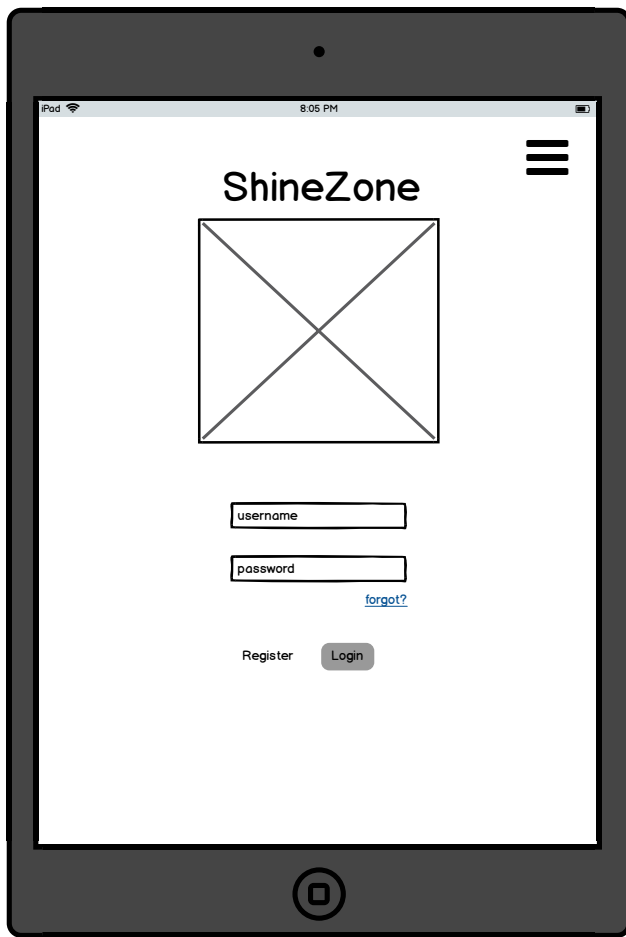 iPad 8:05 PM
ShineZone
username
password
forgot?
Register Login